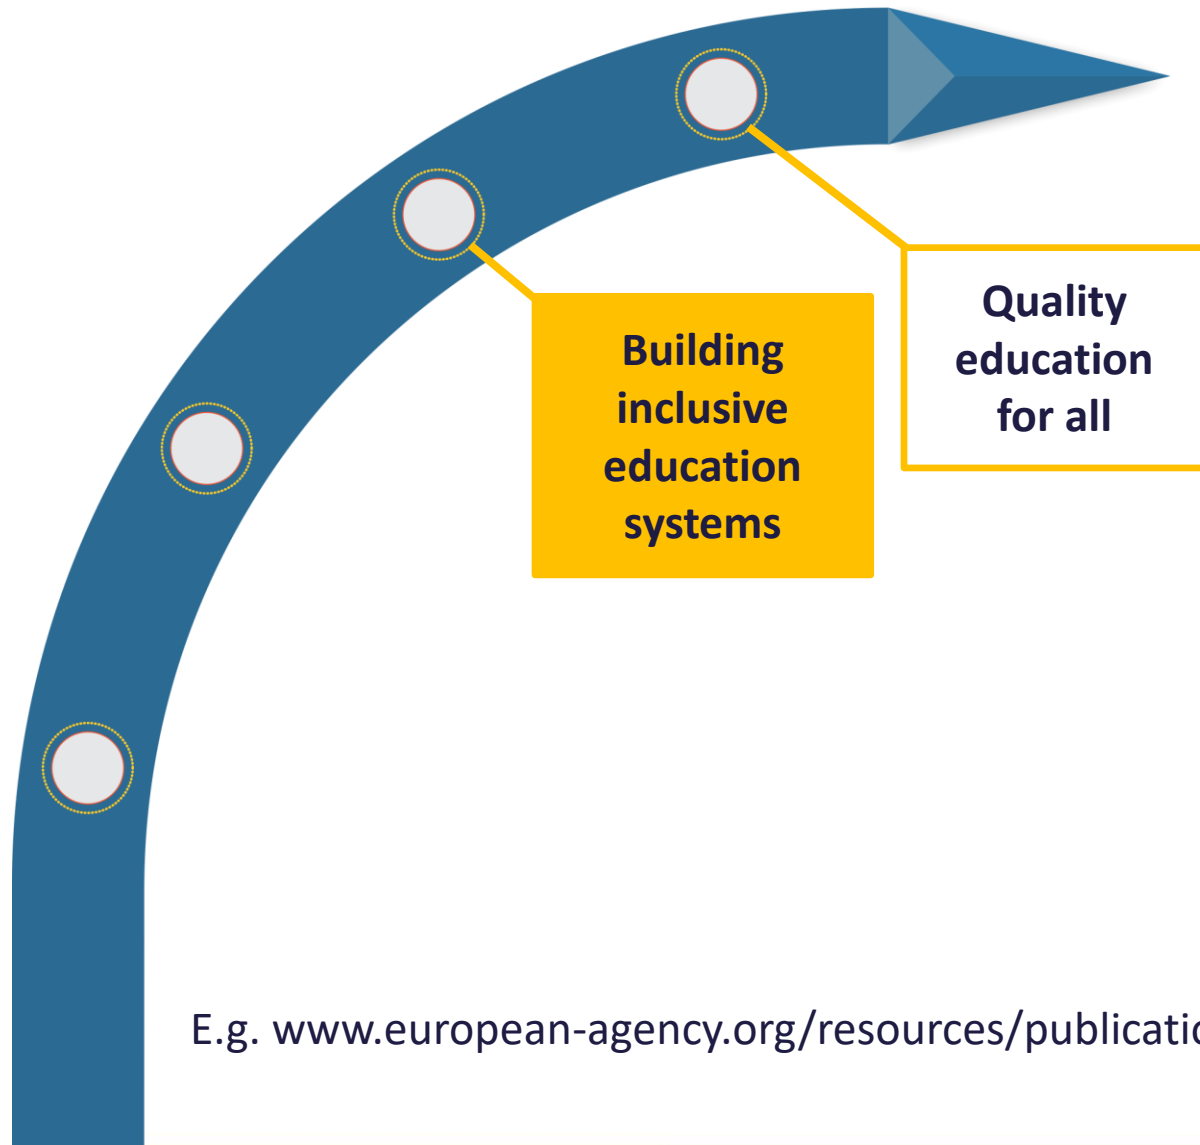 Building
inclusive
education
systems
Quality
education
for all
E.g. www.european-agency.org/resources/publicatio